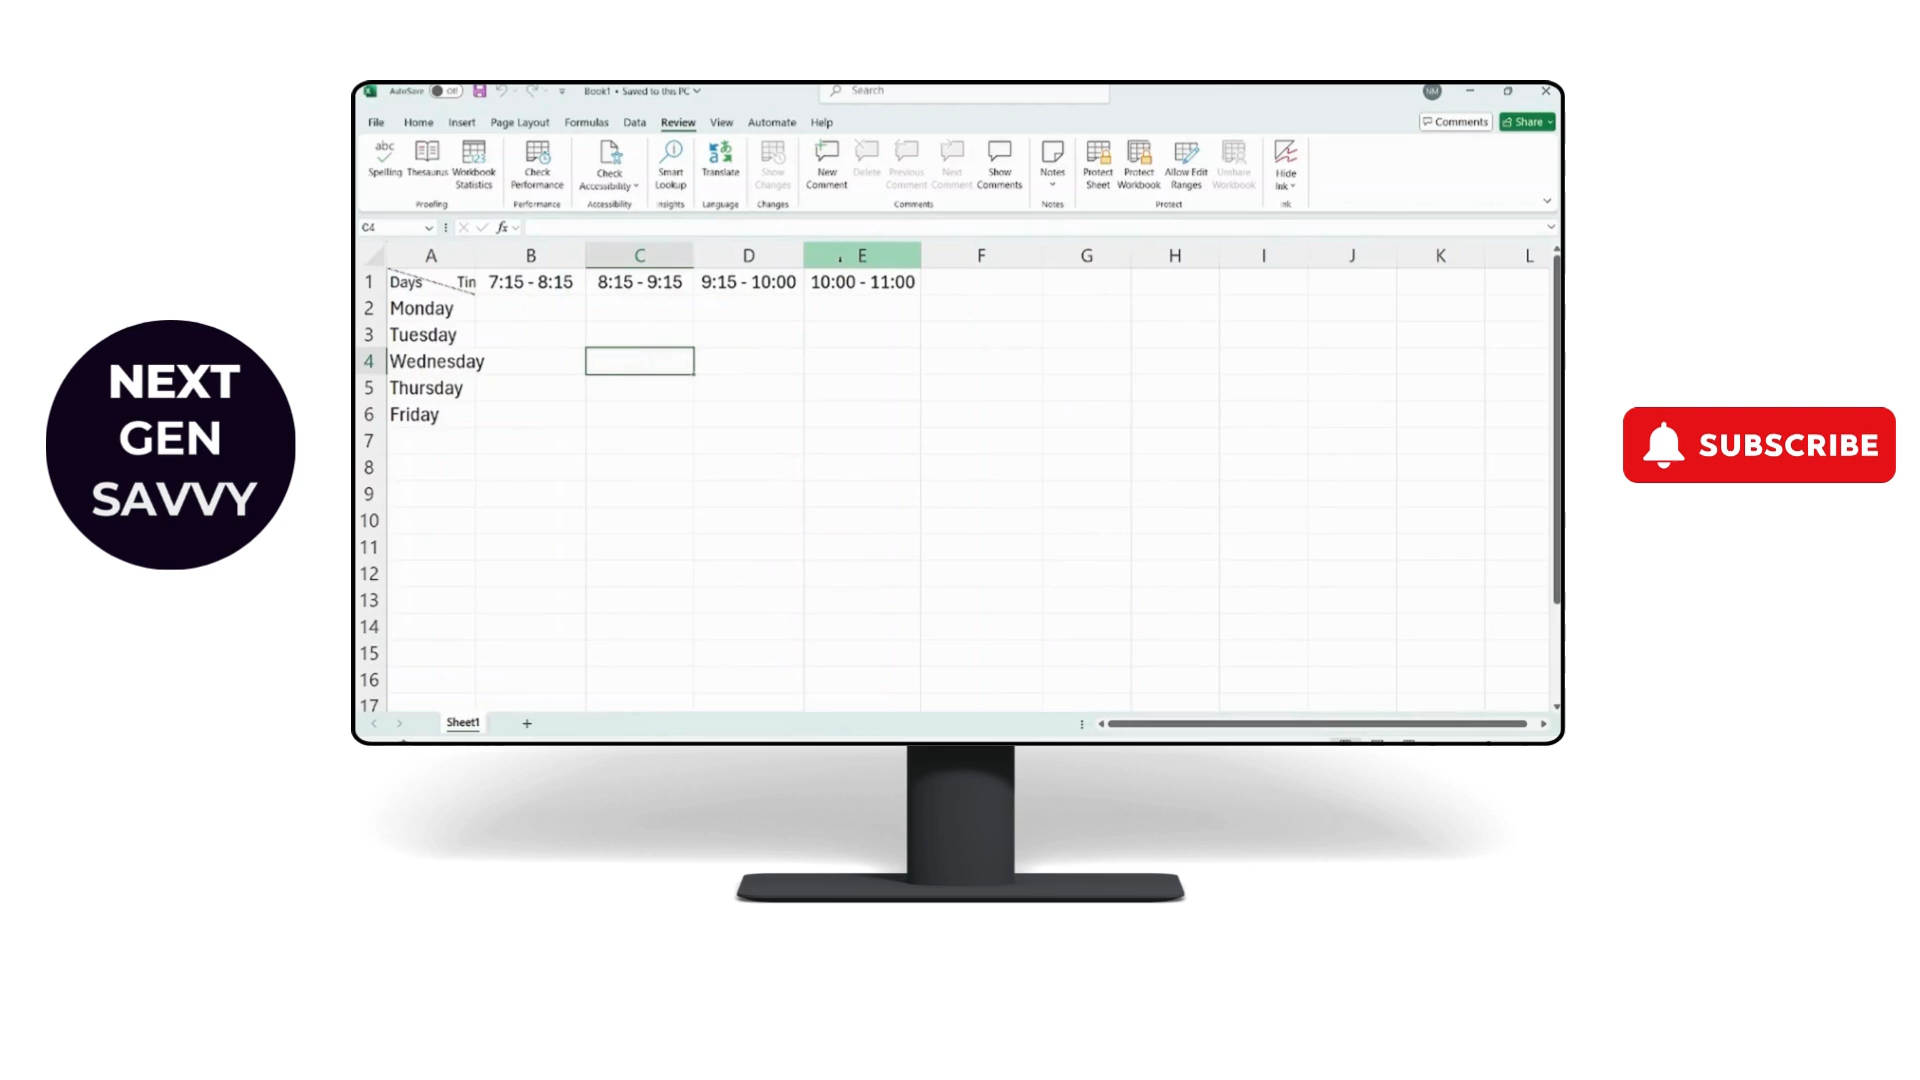 AutoSave Off Book1 • Saved to this PC Search NM
File Home Insert Page Layout Formulas Data Review View Automate Help Comments Share
abc
Spelling Thesaurus Workbook Statistics Check Performance Check Accessibility Smart Lookup Translate Show Changes New Comment Delete Previous Comment Next Comment Show Comments Notes Protect Sheet Protect Workbook Allow Edit Ranges Unshare Workbook Hide Ink
Proofing Performance Accessibility Insights Language Changes Comments Notes Protect Ink
C4 fx
A B C D E F G H I J K L
1 Days Tin 7:15 - 8:15 8:15 - 9:15 9:15 - 10:00 10:00 - 11:00
2 Monday
3 Tuesday
4 Wednesday
5 Thursday
6 Friday
7
8
9
10
11
12
13
14
15
16
17
Sheet1 +
NEXT
GEN
SAVVY
SUBSCRIBE